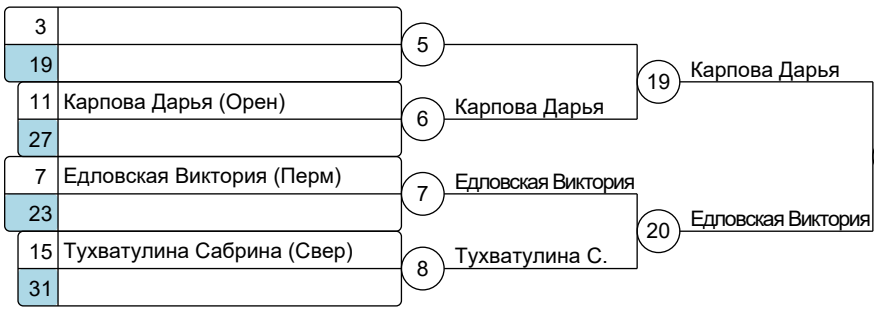 3
5
19
Карпова Дарья
19
11 Карпова Дарья (Орен)
6
Карпова Дарья
27
7 Едловская Виктория (Перм)
7
Едловская Виктория
23
20
Едловская Виктория
15 Тухватулина Сабрина (Свер)
8
Тухватулина С.
31